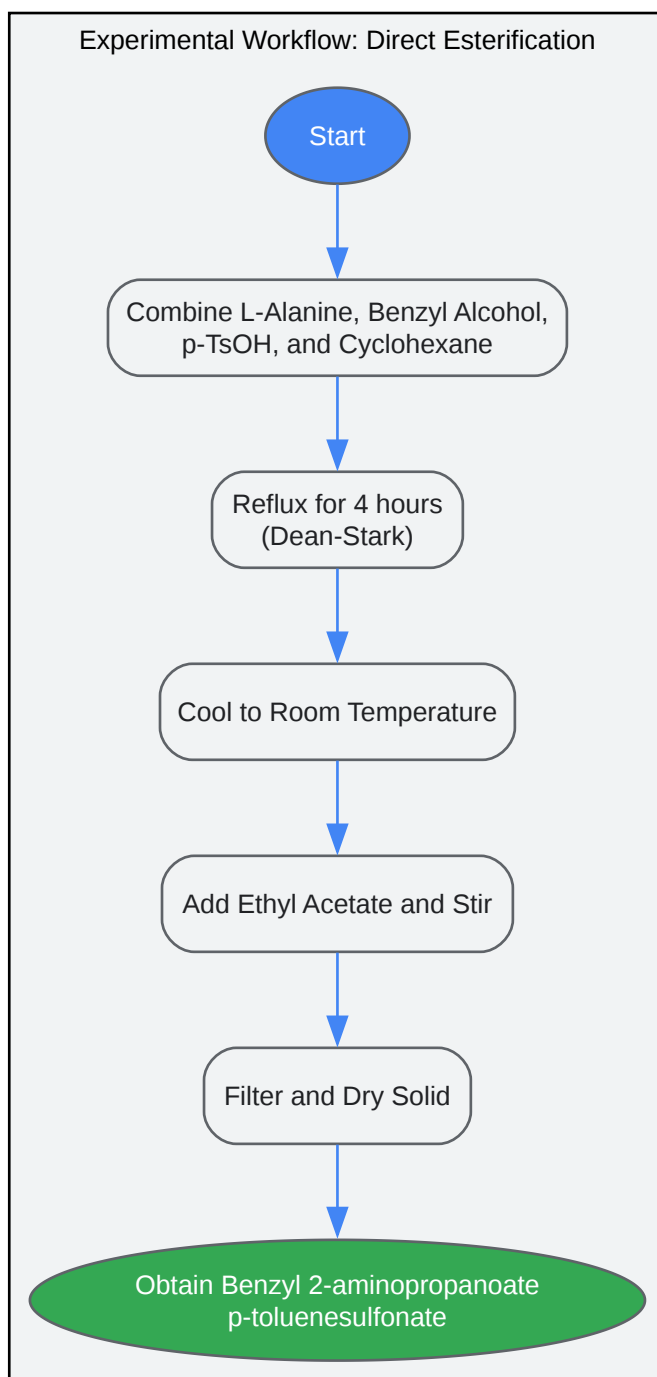 Experimental Workflow: Direct Esterification
Start
Combine L-Alanine, Benzyl Alcohol,
p-TsOH, and Cyclohexane
Reflux for 4 hours
(Dean-Stark)
Cool to Room Temperature
Add Ethyl Acetate and Stir
Filter and Dry Solid
Obtain Benzyl 2-aminopropanoate
p-toluenesulfonate